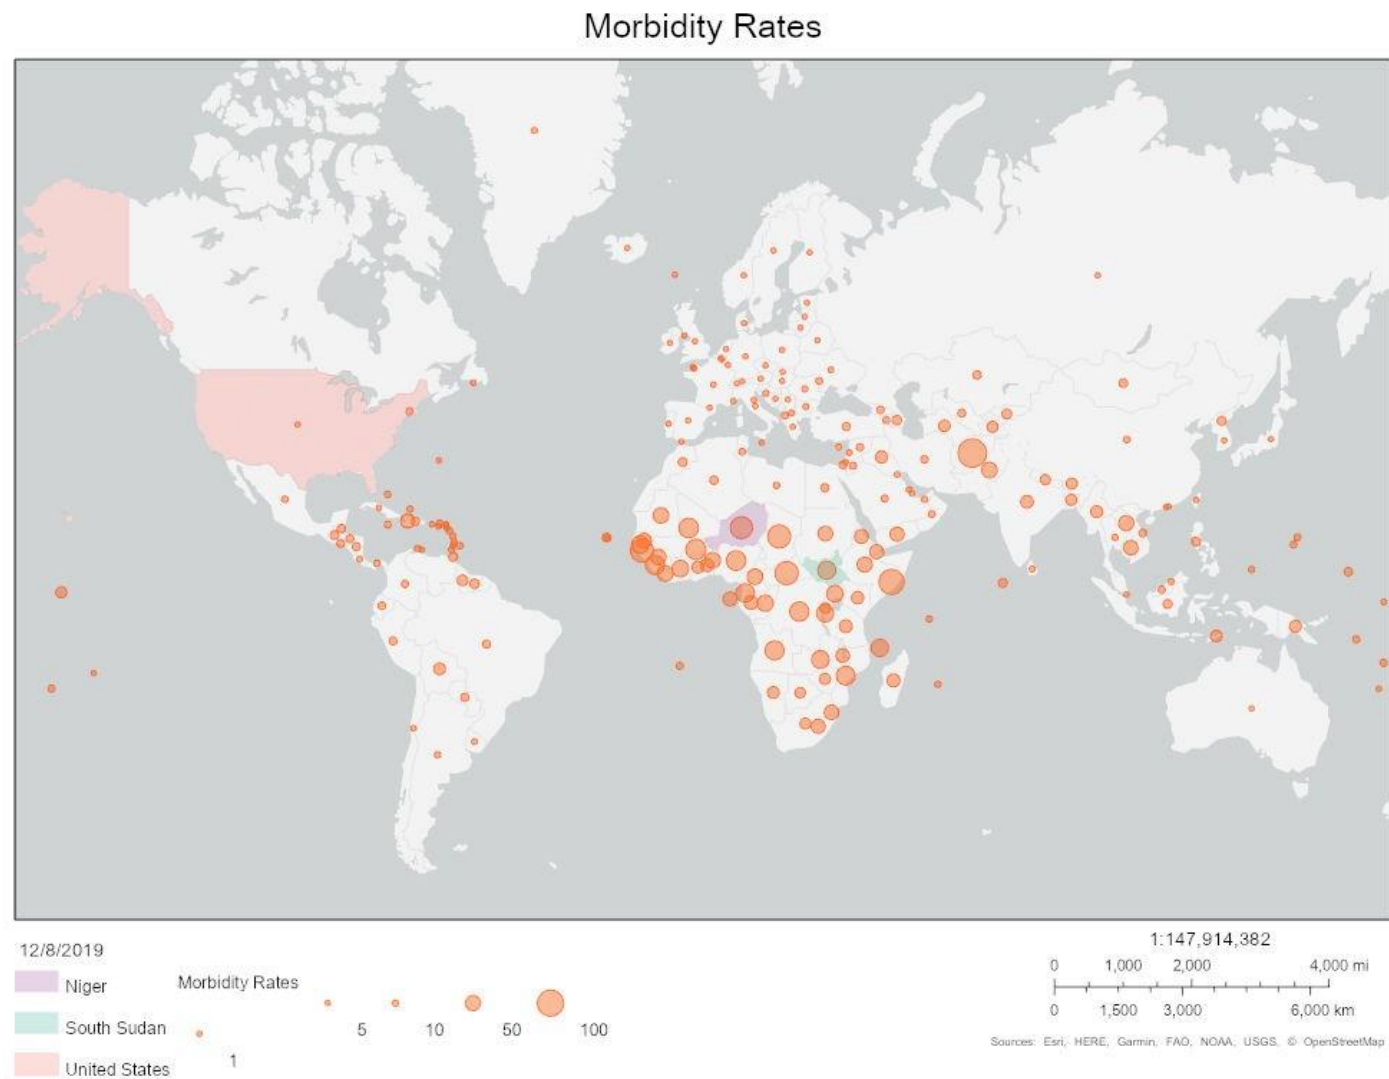 Morbidity Rates
12/8/2019
Niger
South Sudan
United States
Morbidity Rates
5 10 50 100
1
1:147,914,382
0 1,000 2,000 4,000 mi
0 1,500 3,000 6,000 km
Sources: Esri, HERE, Garmin, FAO, NOAA, USGS, © OpenStreetMap